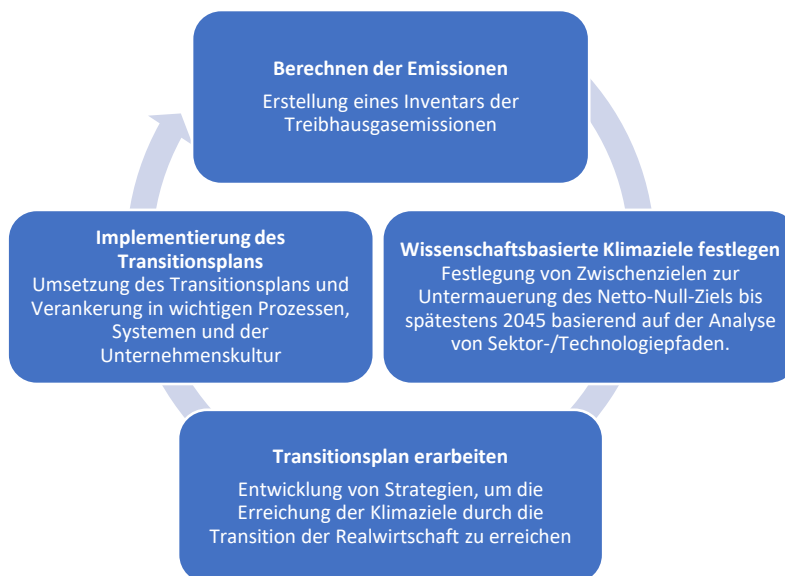 Berechnen der Emissionen
Erstellung eines Inventars der
Treibhausgasemissionen
Wissenschaftsbasierte Klimaziele festlegen
Festlegung von Zwischenzielen zur
Untermauerung des Netto-Null-Ziels bis
spätestens 2045 basierend auf der Analyse
von Sektor-/Technologiepfaden.
Transitionsplan erarbeiten
Entwicklung von Strategien, um die
Erreichung der Klimaziele durch die
Transition der Realwirtschaft zu erreichen
Implementierung des
Transitionsplans
Umsetzung des Transitionsplans und
Verankerung in wichtigen Prozessen,
Systemen und der
Unternehmenskultur